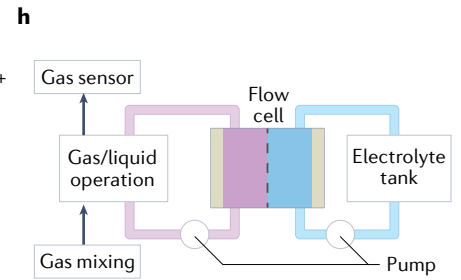 h
+
Gas sensor
Flow
cell
Gas/liquid
operation
Electrolyte
tank
Gas mixing
Pump